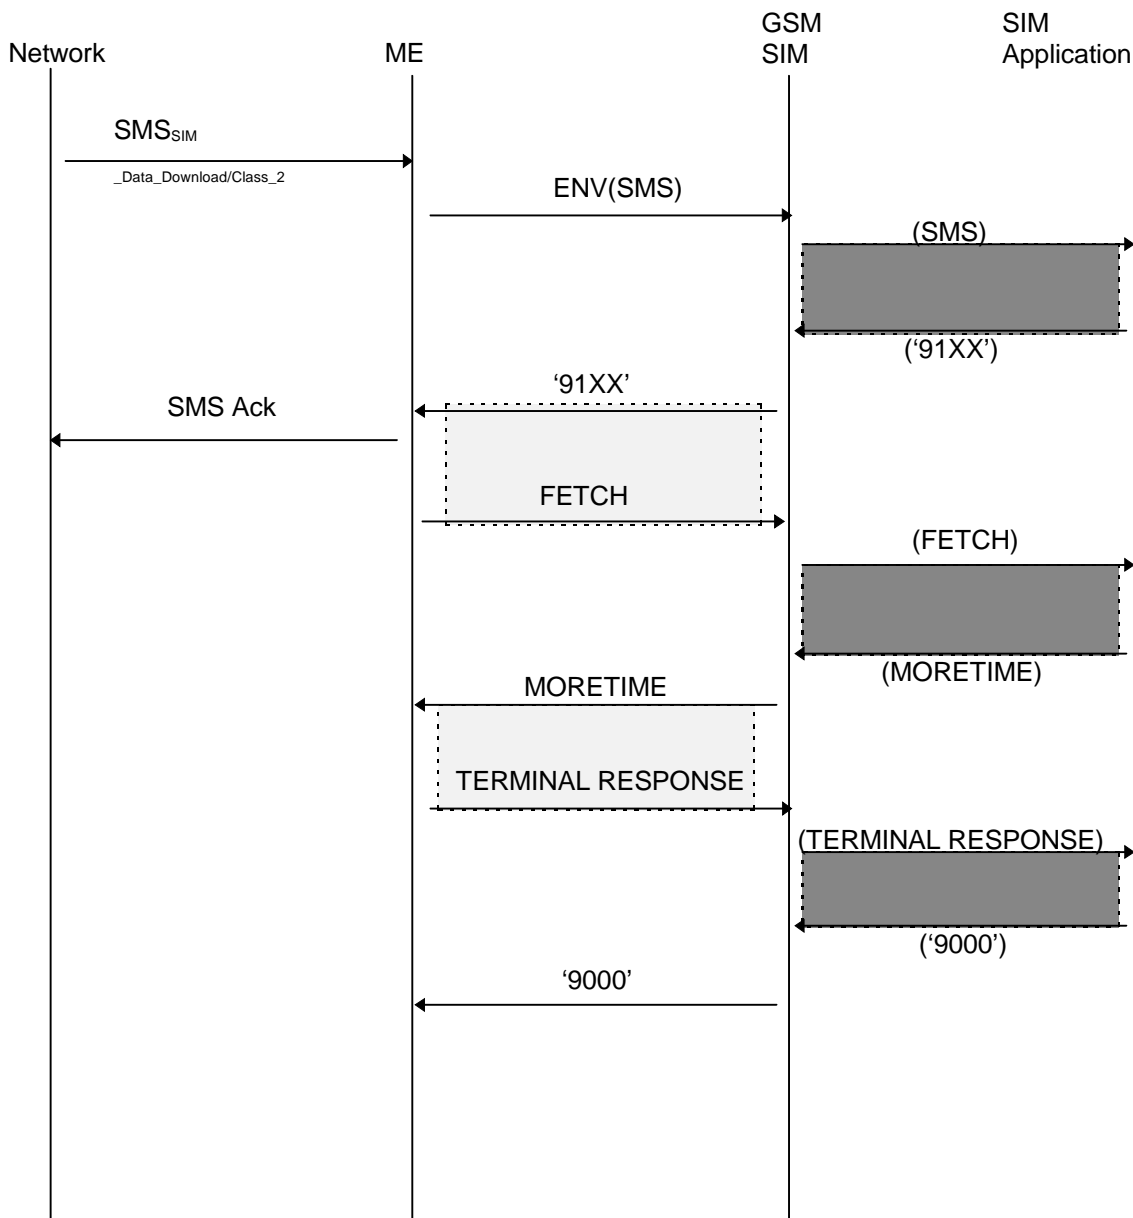 GSM
SIM
SIM
Application
Network
ME
SMSSIM
_Data_Download/Class_2
ENV(SMS)
(SMS)
(‘91XX’)
‘91XX’
SMS Ack
FETCH
(FETCH)
(MORETIME)
MORETIME
TERMINAL RESPONSE
(TERMINAL RESPONSE)
(‘9000’)
‘9000’